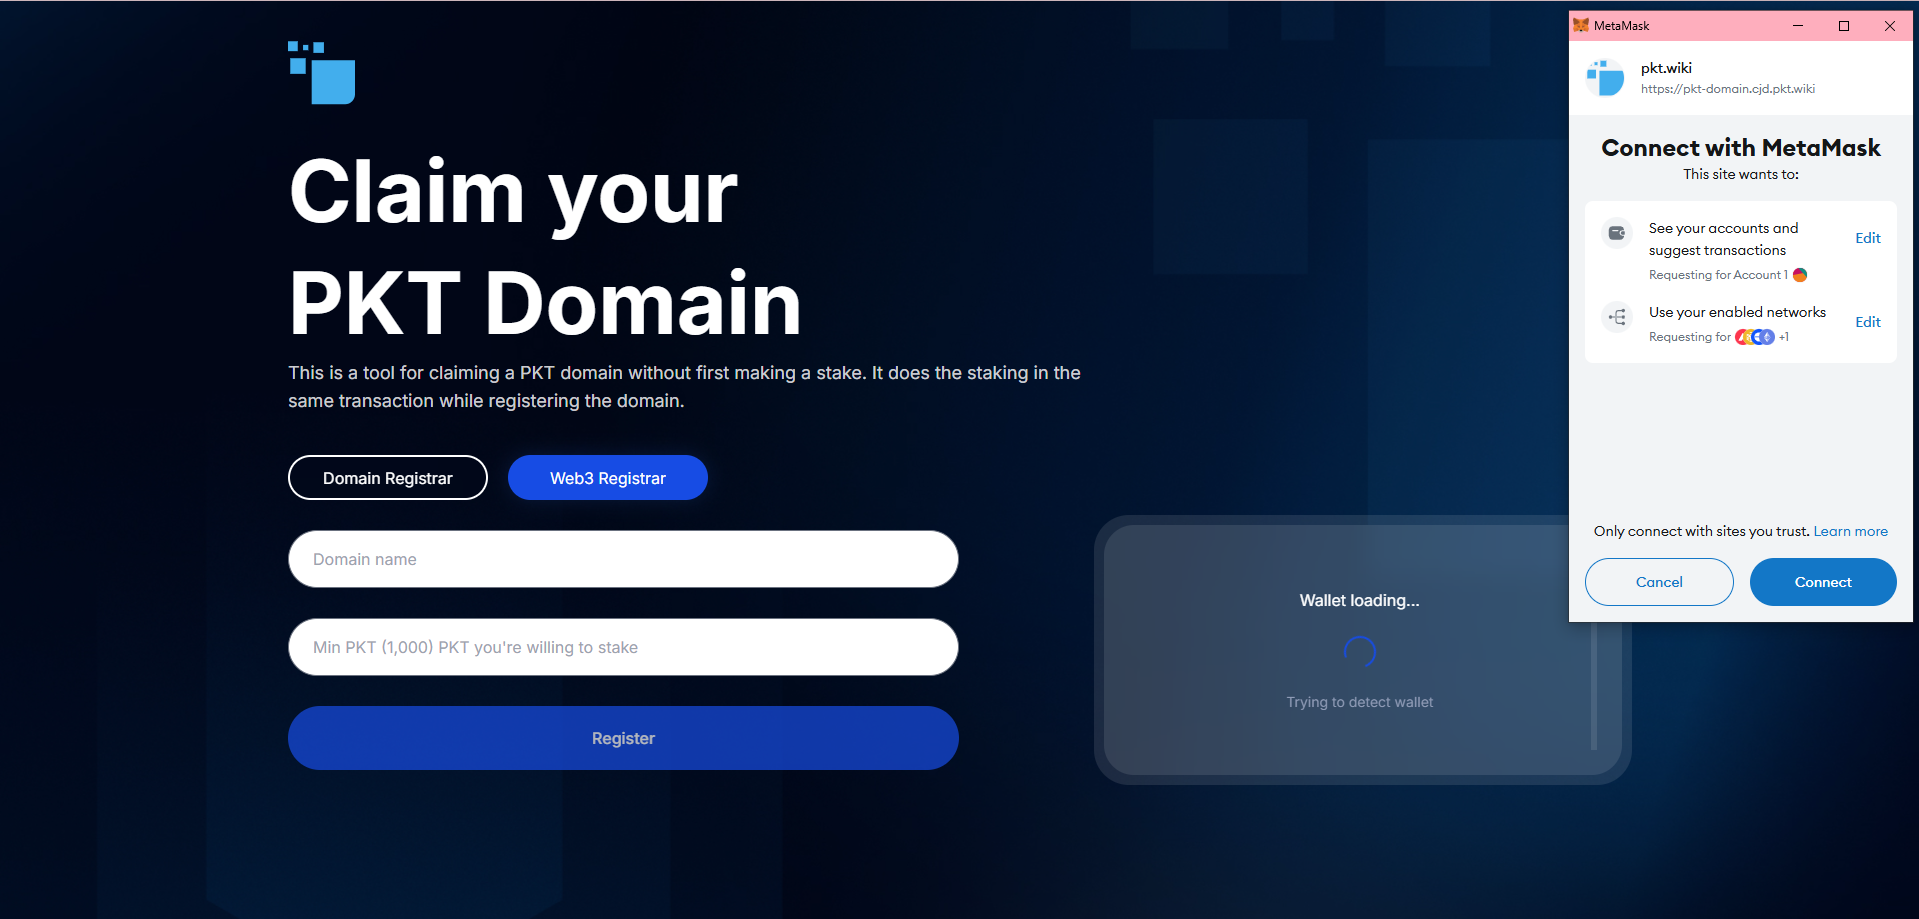 Claim your
PKT Domain
This is a tool for claiming a PKT domain without first making a stake. It does the staking in the
same transaction while registering the domain.
Domain Registrar
Web3 Registrar
Domain name
Min PKT (1,000) PKT you're willing to stake
Register
Wallet loading...
Trying to detect wallet
MetaMask
pkt.wiki
https://pkt-domain.cjd.pkt.wiki
Connect with MetaMask
This site wants to:
See your accounts and
suggest transactions
Edit
Requesting for Account 1
Use your enabled networks
Edit
Requesting for +1
Only connect with sites you trust. Learn more
Cancel
Connect